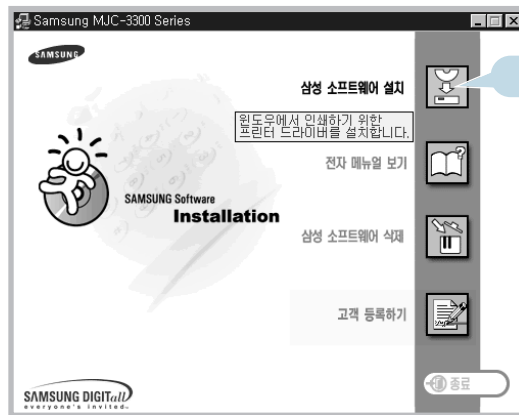 Samsung MJC-3300 Series
SAMSUNG
삼성 소프트웨어 설치
윈도우에서 인쇄하기 위한
프린터 드라이버를 설치합니다.
전자 메뉴얼 보기
SAMSUNG Software
Installation
삼성 소프트웨어 삭제
고객 등록하기
종료
SAMSUNG DIGITall
everyone's invited™